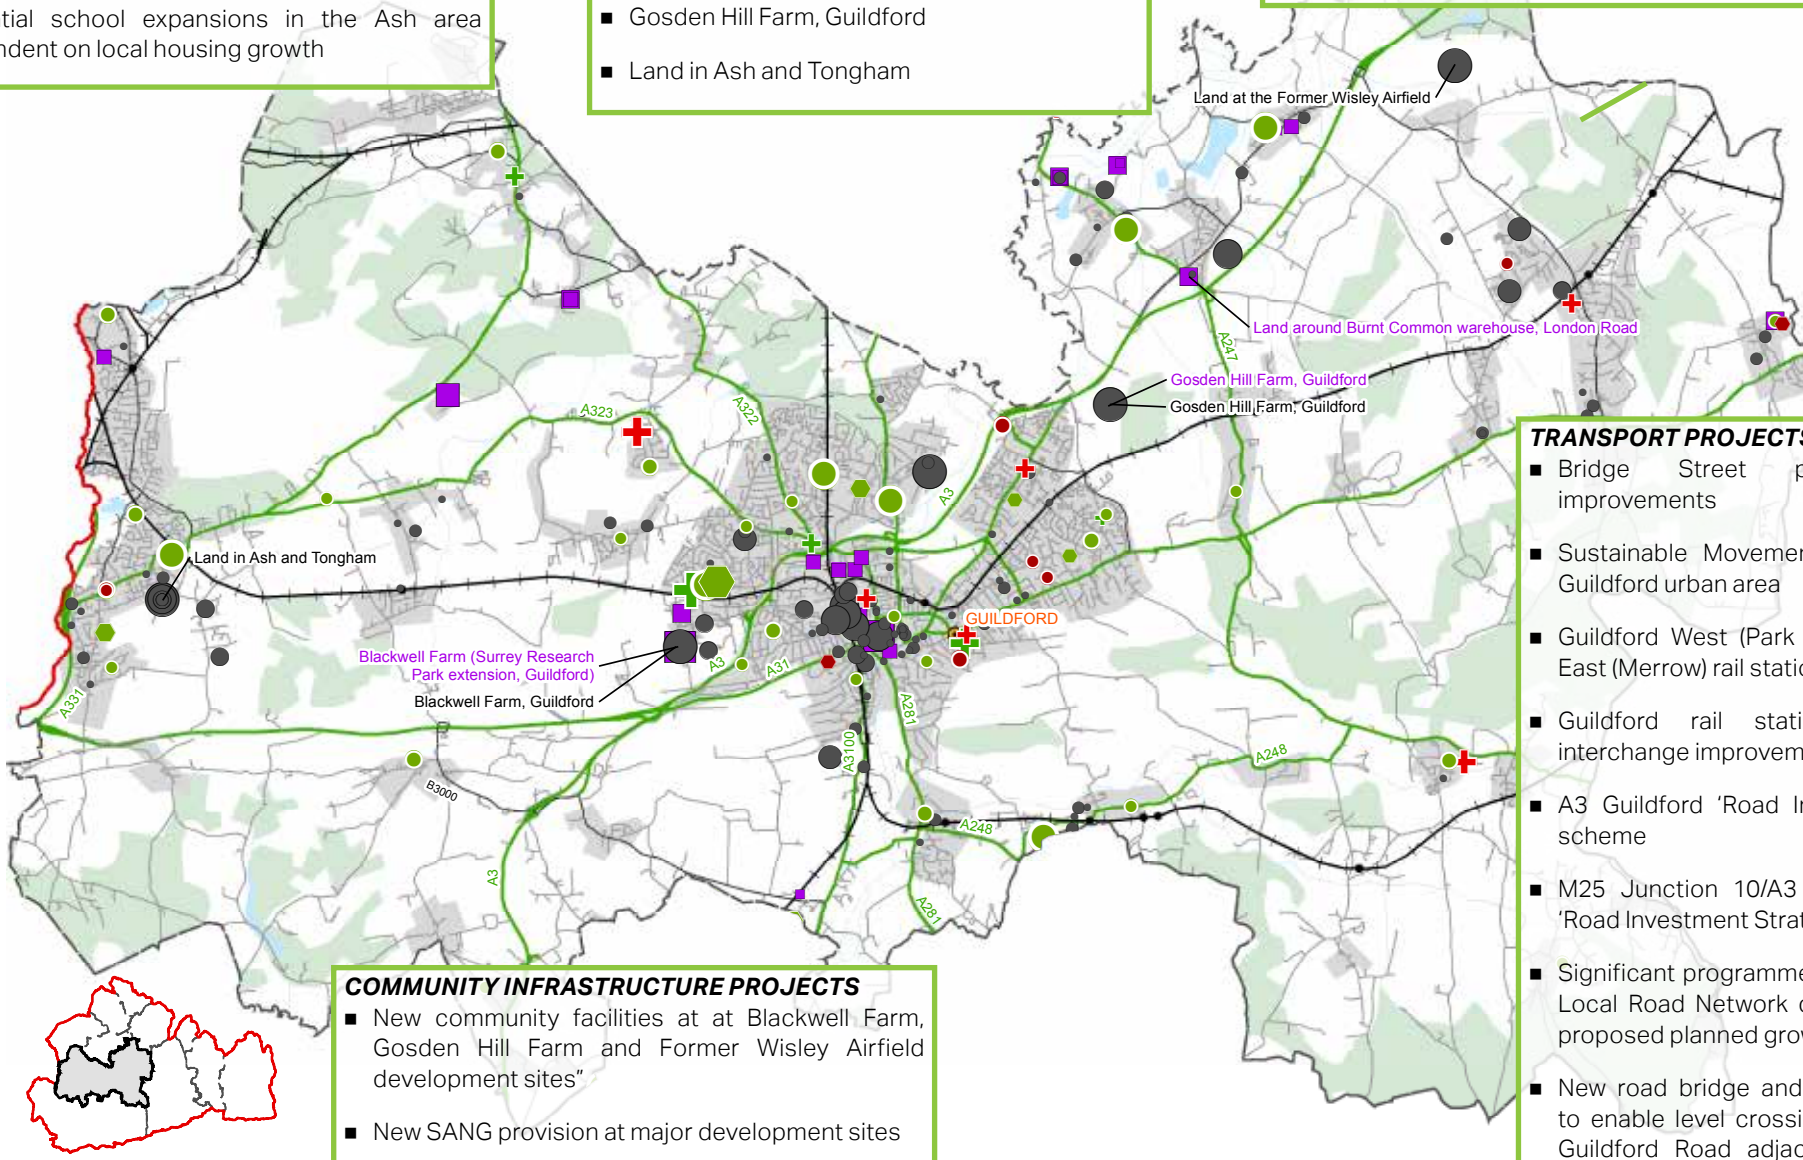 tial school expansions in the Ash area
ndent on local housing growth
■ Gosden Hill Farm, Guildford
■ Land in Ash and Tongham
Land at the Former Wisley Airfield
Land around Burnt Common warehouse, London Road
A247
Gosden Hill Farm, Guildford
Gosden Hill Farm, Guildford
A323
A322
A3
Land in Ash and Tongham
GUILDFORD
Blackwell Farm (Surrey Research
Park extension, Guildford)
Blackwell Farm, Guildford
A3
A31
A331
A281
A3100
A248
B3000
A248
A3
A281
TRANSPORT PROJECTS
■ Bridge Street p
improvements
■ Sustainable Movemen
Guildford urban area
■ Guildford West (Park
East (Merrow) rail static
■ Guildford rail stati
interchange improvem
■ A3 Guildford ‘Road In
scheme
■ M25 Junction 10/A3
‘Road Investment Strat
■ Significant programme
Local Road Network c
proposed planned grov
■ New road bridge and
to enable level crossi
Guildford Road adjac
COMMUNITY INFRASTRUCTURE PROJECTS
■ New community facilities at at Blackwell Farm,
Gosden Hill Farm and Former Wisley Airfield
development sites”
■ New SANG provision at major development sites